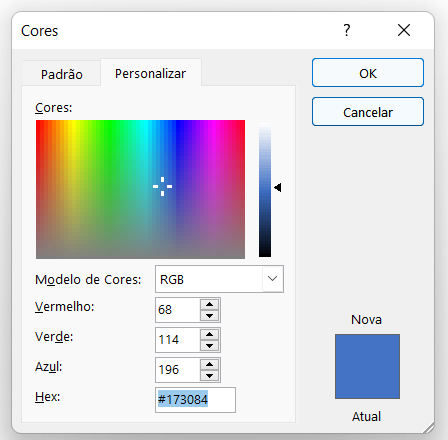 Cores
?
Padrão Personalizar
OK
Cancelar
Cores:
Modelo de Cores: RGB
Vermelho: 68
Verde: 114
Azul: 196
Hex: #173084
Nova
Atual